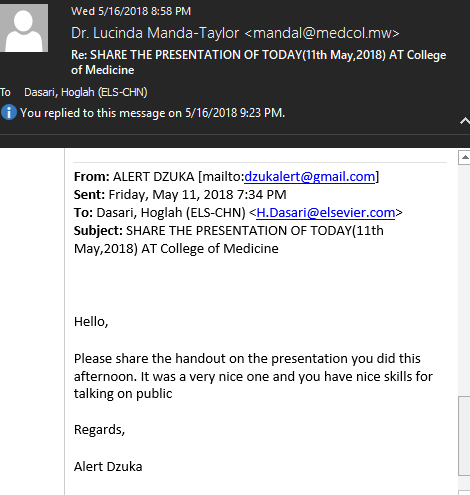 Wed 5/16/2018 8:58 PM
Dr. Lucinda Manda-Taylor <mandal@medcol.mw>
Re: SHARE THE PRESENTATION OF TODAY(11th May,2018) AT College
of Medicine
To Dasari, Hoglah (ELS-CHN)
You replied to this message on 5/16/2018 9:23 PM.
From: ALERT DZUKA [mailto:dzukalert@gmail.com]
Sent: Friday, May 11, 2018 7:34 PM
To: Dasari, Hoglah (ELS-CHN) <H.Dasari@elsevier.com>
Subject: SHARE THE PRESENTATION OF TODAY(11th
May,2018) AT College of Medicine
Hello,
Please share the handout on the presentation you did this
afternoon. It was a very nice one and you have nice skills for
talking on public
Regards,
Alert Dzuka